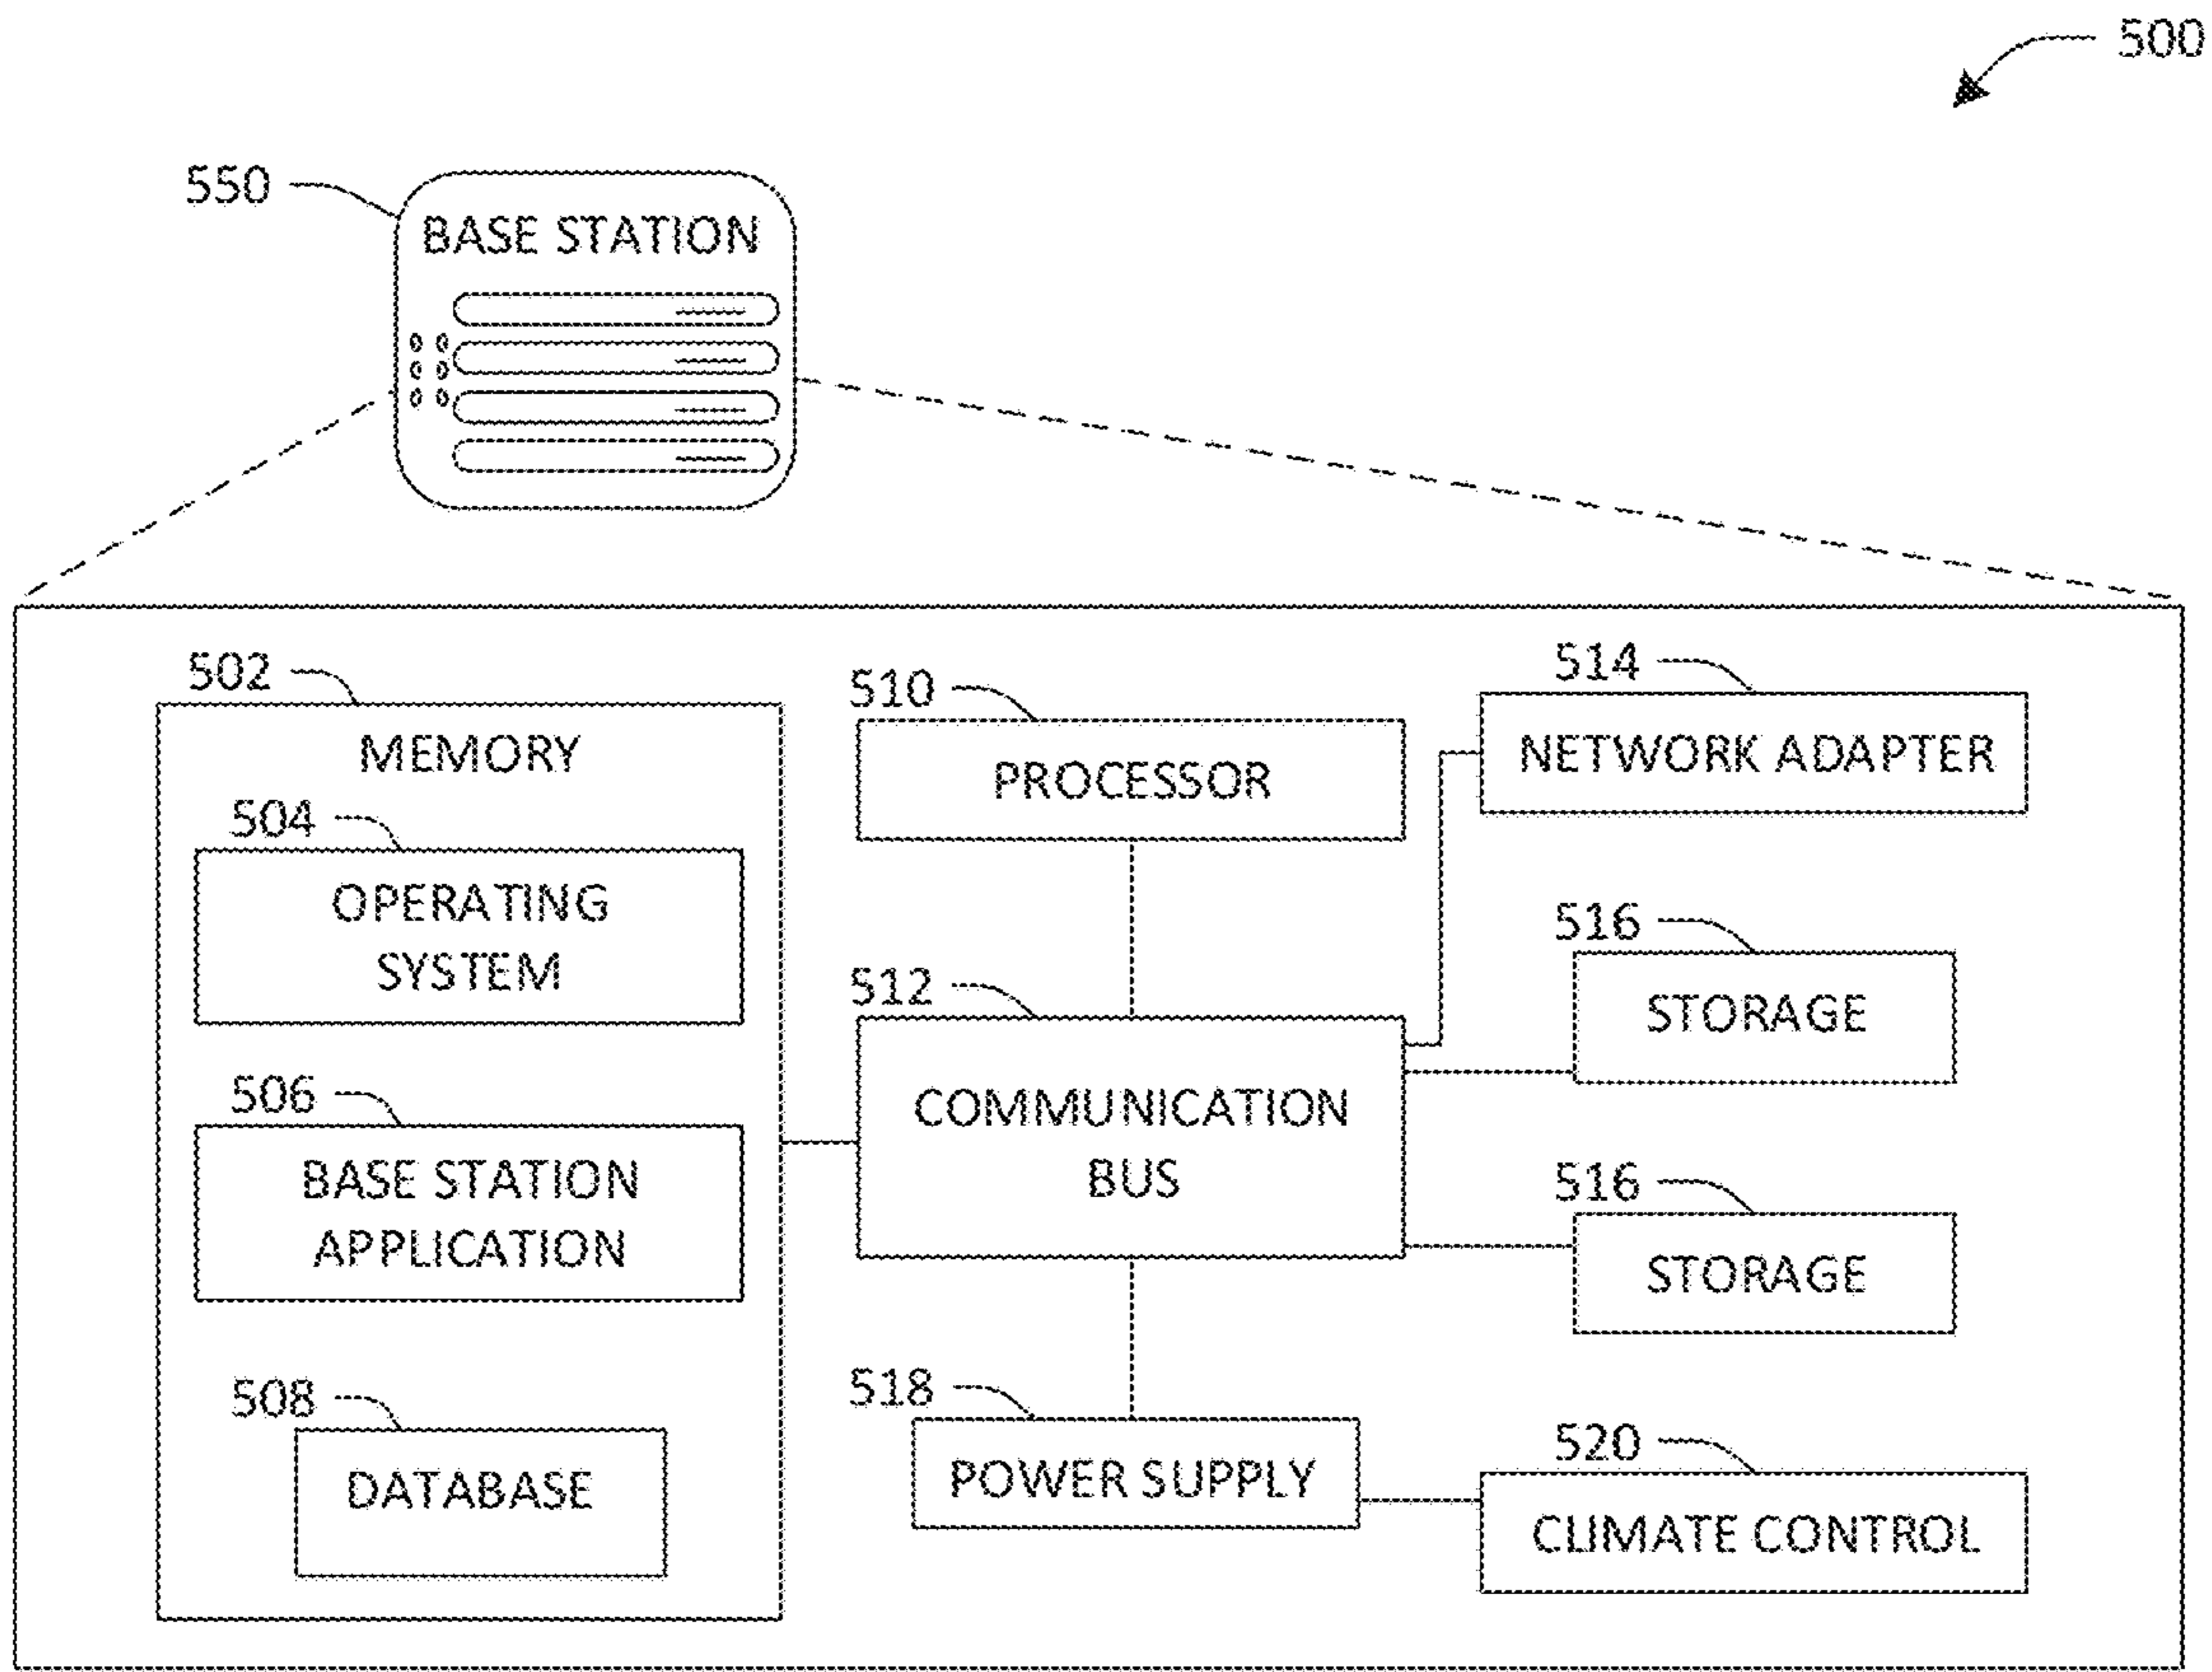 500
550
BASE STATION
502
MEMORY
504
OPERATING
SYSTEM
506
BASE STATION
APPLICATION
508
DATABASE
510
PROCESSOR
512
COMMUNICATION
BUS
514
NETWORK ADAPTER
516
STORAGE
516
STORAGE
518
POWER SUPPLY
520
CLIMATE CONTROL